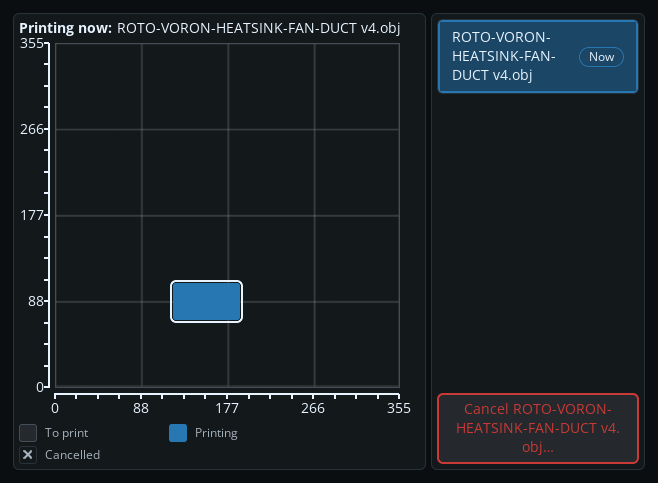 Printing now: ROTO-VORON-HEATSINK-FAN-DUCT v4.obj
355
266
177
88
0
0 88 177 266 355
To print
Printing
Cancelled
ROTO-VORON-
HEATSINK-FAN-
DUCT v4.obj
Now
Cancel ROTO-VORON-
HEATSINK-FAN-DUCT v4.
obj...